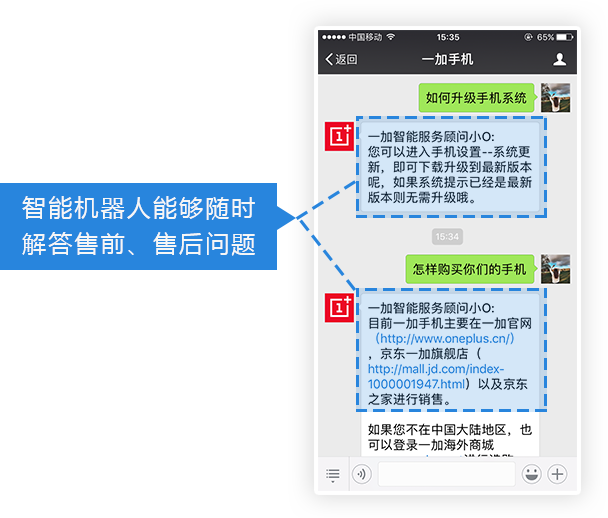 中国移动
15:35
65%
返回
一加手机
如何升级手机系统
一加智能服务顾问小O:
您可以进入手机设置--系统更
新，即可下载升级到最新版本
呢，如果系统提示已经是最新
版本则无需升级哦。
智能机器人能够随时
解答售前、售后问题
15:34
怎样购买你们的手机
一加智能服务顾问小O:
目前一加手机主要在一加官网
（http://www.oneplus.cn/）
，京东一加旗舰店（
http://mall.jd.com/index-
1000001947.html）以及京东
之家进行销售。
如果您不在中国大陆地区，也
可以登录一加海外商城